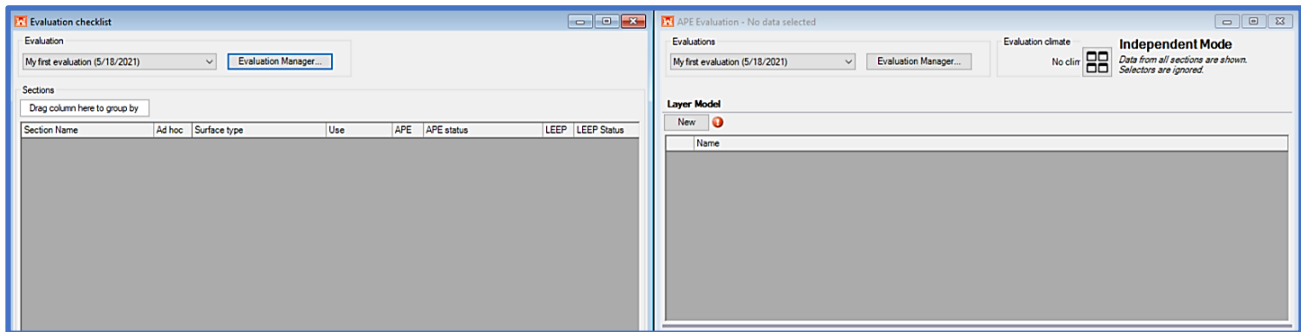 Evaluation checklist
Evaluation
My first evaluation (5/18/2021)
Evaluation Manager...
Sections
Drag column here to group by
Section Name Ad hoc Surface type Use APE APE status LEEP LEEP Status
APE Evaluation - No data selected
Evaluations
My first evaluation (5/18/2021)
Evaluation Manager...
Evaluation climate
No clim
Independent Mode
Data from all sections are shown.
Selectors are ignored.
Layer Model
New
Name